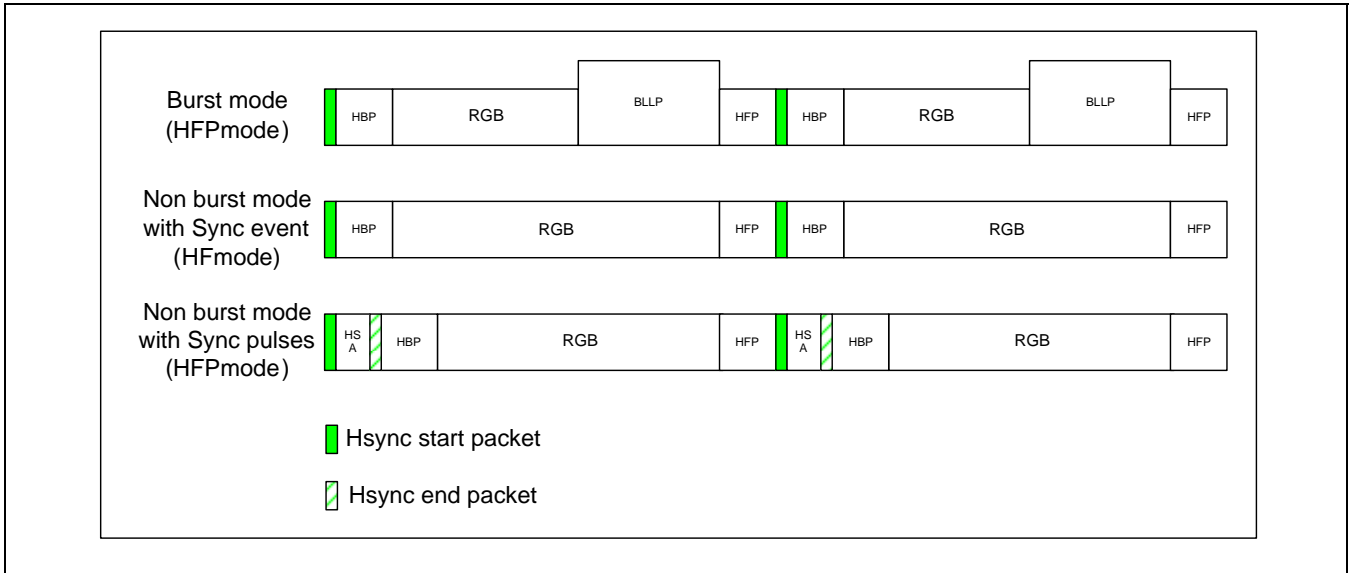 Burst mode
(HFPmode)
HBP RGB BLLP HFP HBP RGB BLLP HFP
Non burst mode
with Sync event
(HFmode)
HBP RGB HFP HBP RGB HFP
Non burst mode
with Sync pulses
(HFPmode)
HS
A
HBP RGB HFP
HS
A
HBP RGB HFP
Hsync start packet
Hsync end packet